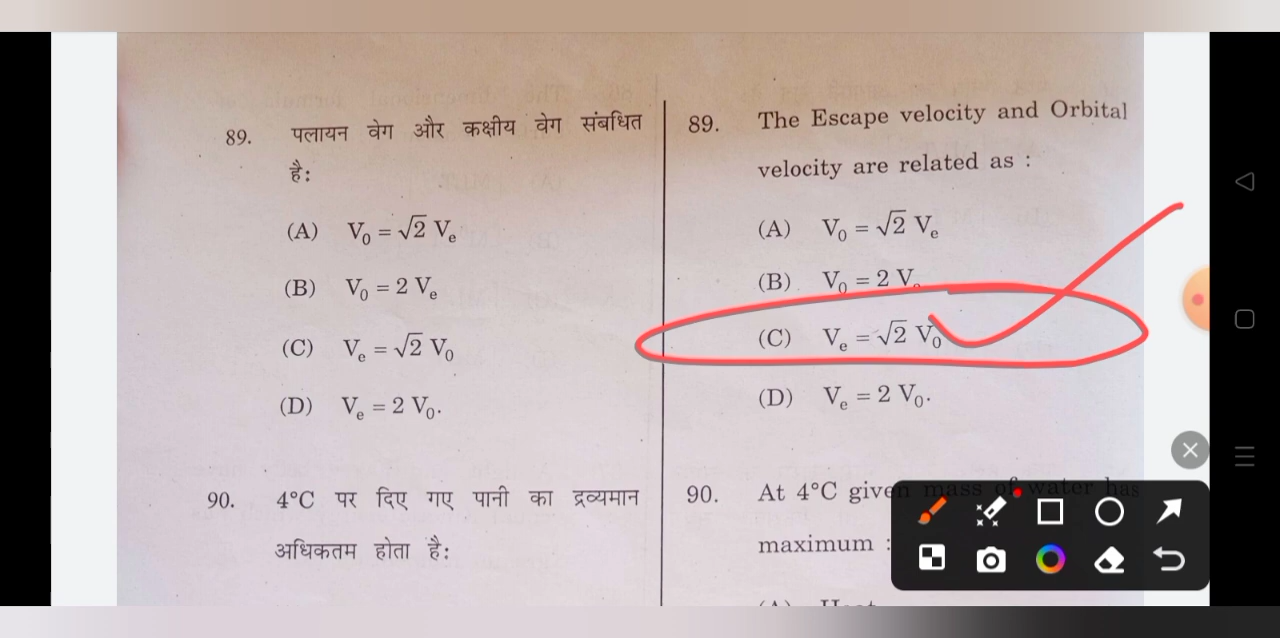 89. पलायन वेग और कक्षीय वेग संबधित
है:
(A) V₀ = √2 Vₑ
(B) V₀ = 2 Vₑ
(C) Vₑ = √2 V₀
(D) Vₑ = 2 V₀.
90. 4°C पर दिए गए पानी का द्रव्यमान
अधिकतम होता है:
89. The Escape velocity and Orbital
velocity are related as :
(A) V₀ = √2 Vₑ
(B) V₀ = 2 Vₑ
(C) Vₑ = √2 V₀
(D) Vₑ = 2 V₀.
90. At 4°C given mass of water has
maximum :